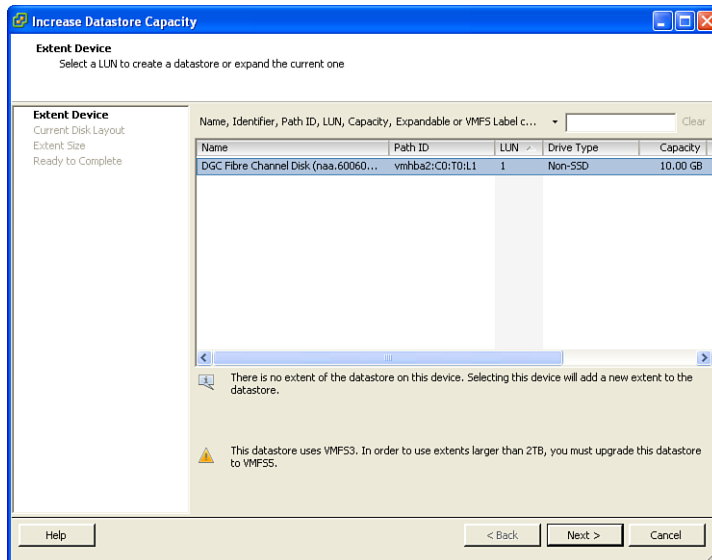 Increase Datastore Capacity
Extent Device
Select a LUN to create a datastore or expand the current one
Extent Device
Current Disk Layout
Extent Size
Ready to Complete
Name, Identifier, Path ID, LUN, Capacity, Expandable or VMFS Label c... Clear
Name Path ID LUN Drive Type Capacity
DGC Fibre Channel Disk (naa.60060... vmhba2:C0:T0:L1 1 Non-SSD 10.00 GB
There is no extent of the datastore on this device. Selecting this device will add a new extent to the
datastore.
This datastore uses VMFS3. In order to use extents larger than 2TB, you must upgrade this datastore
to VMFS5.
Help < Back Next > Cancel